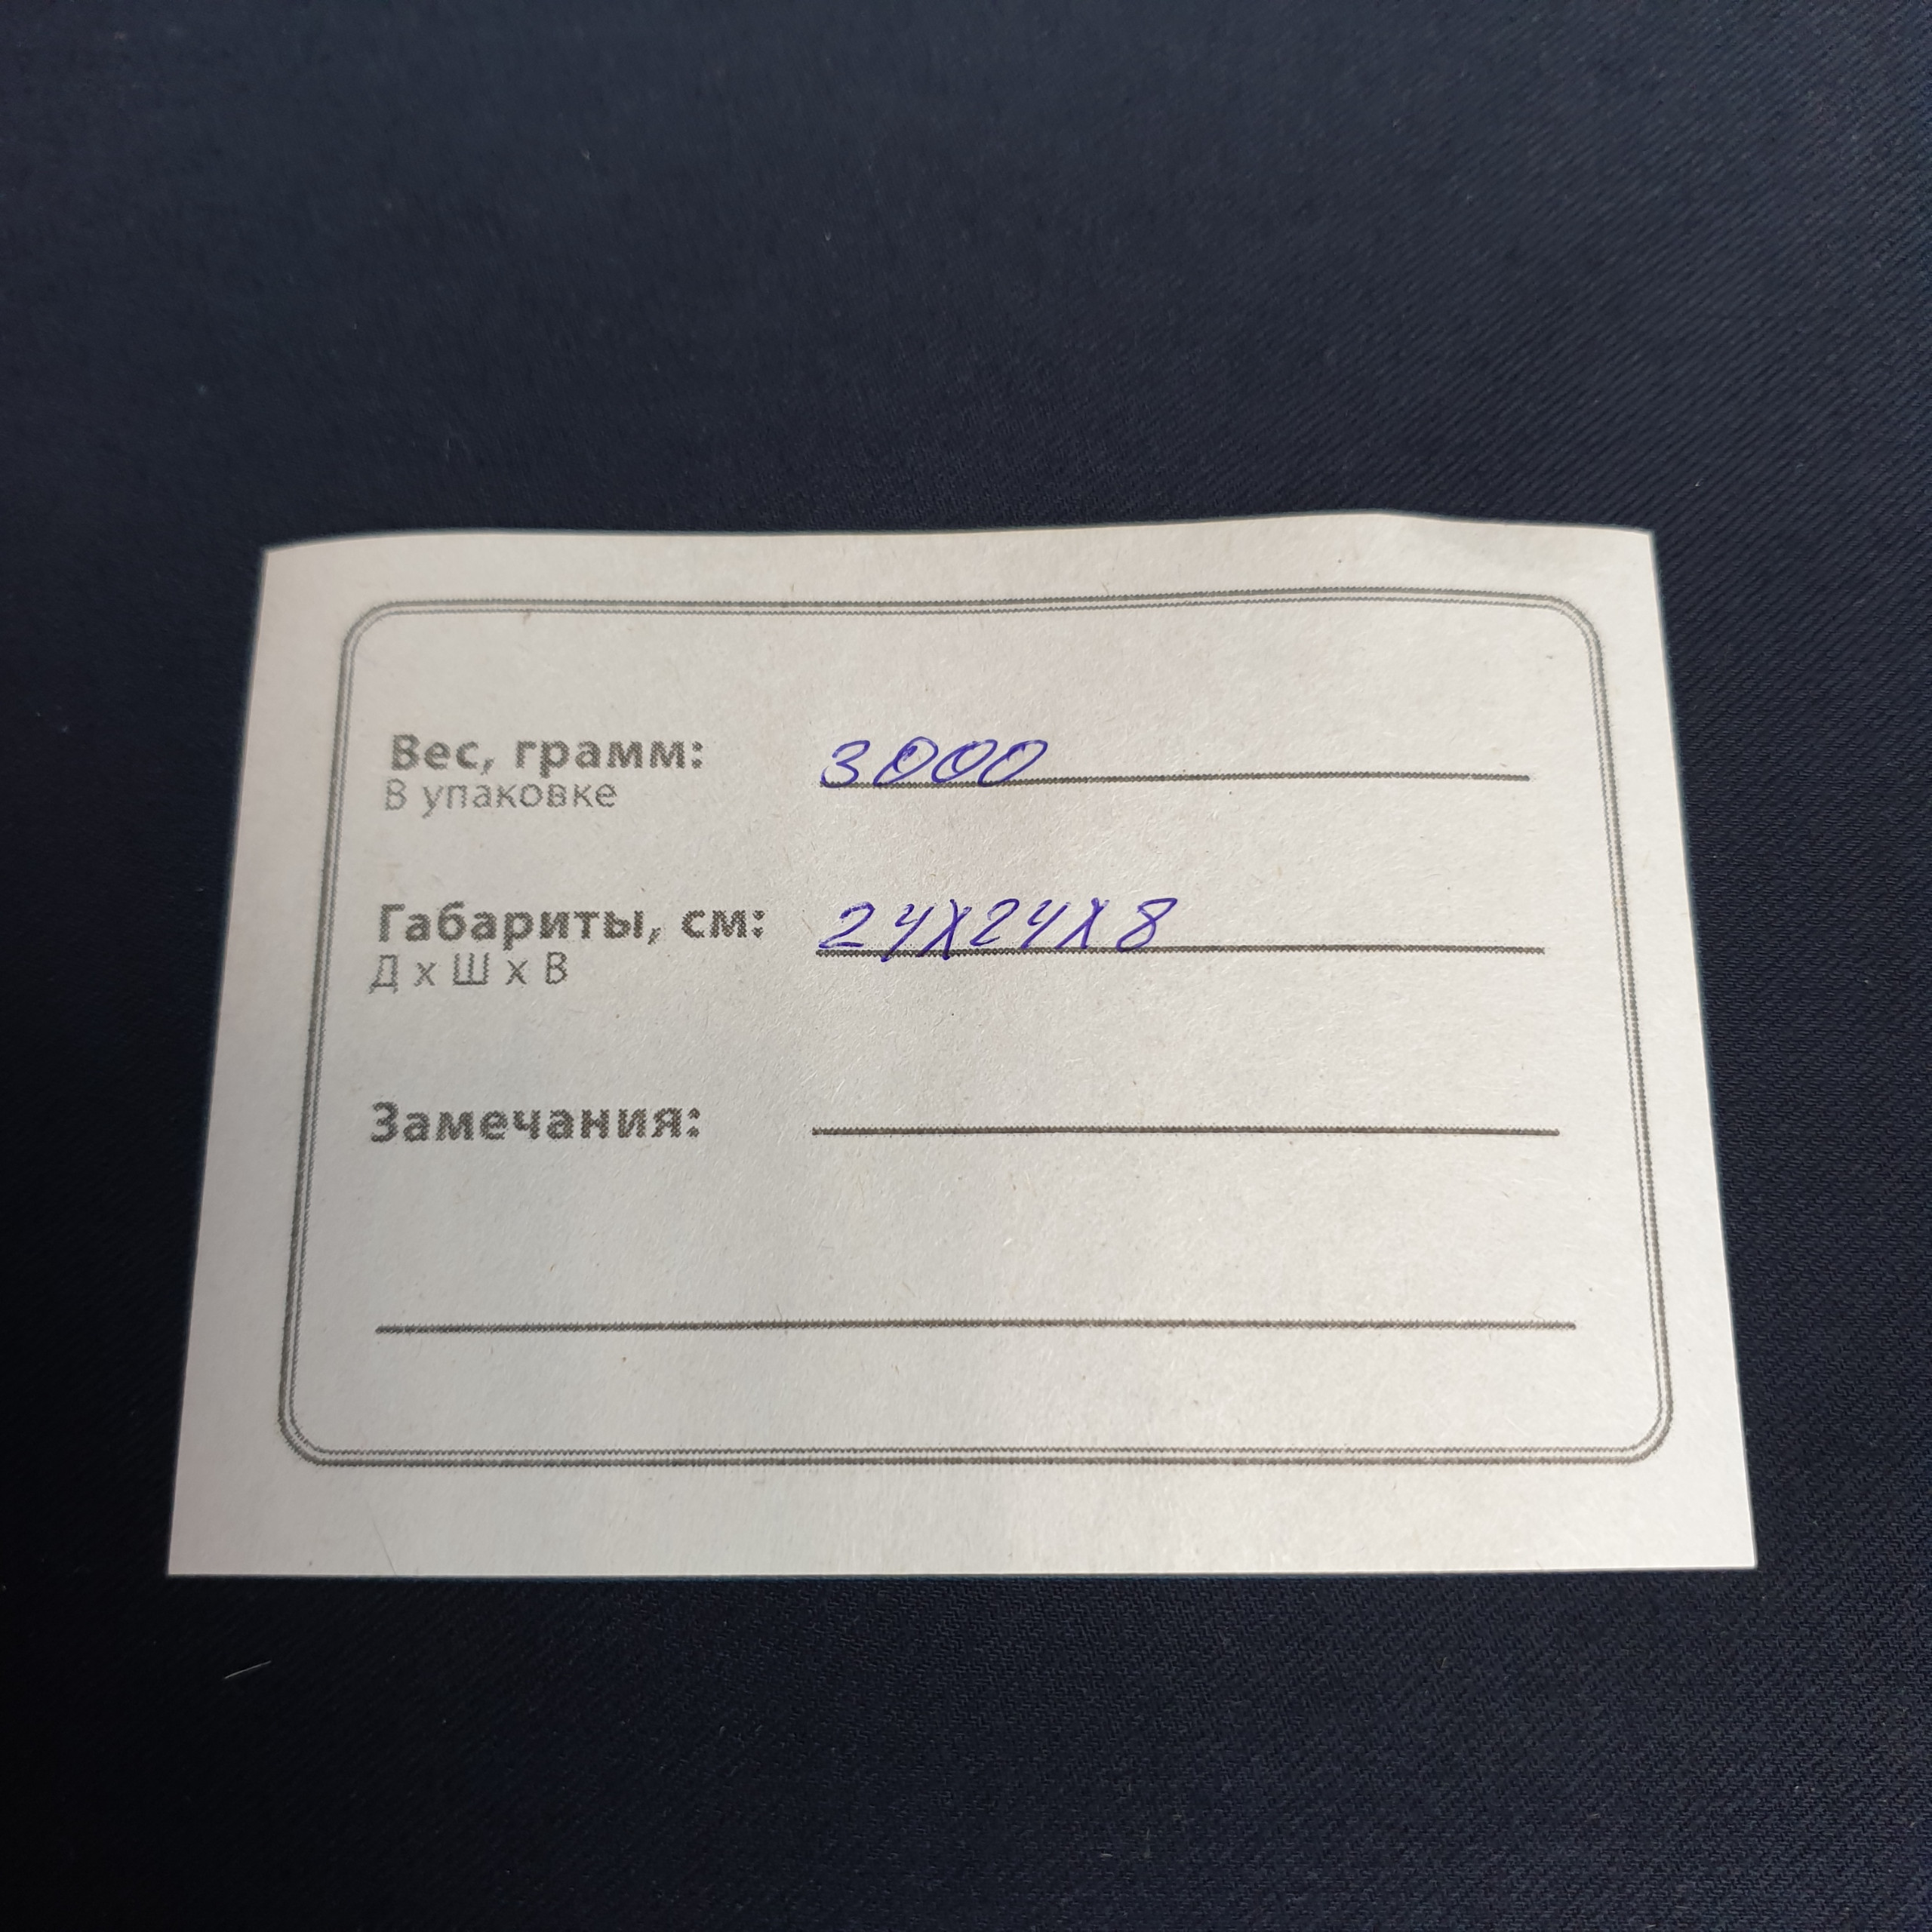 Вес, грамм: 3000
В упаковке
Габариты, см: 24х24х8
Д х Ш х В
Замечания: